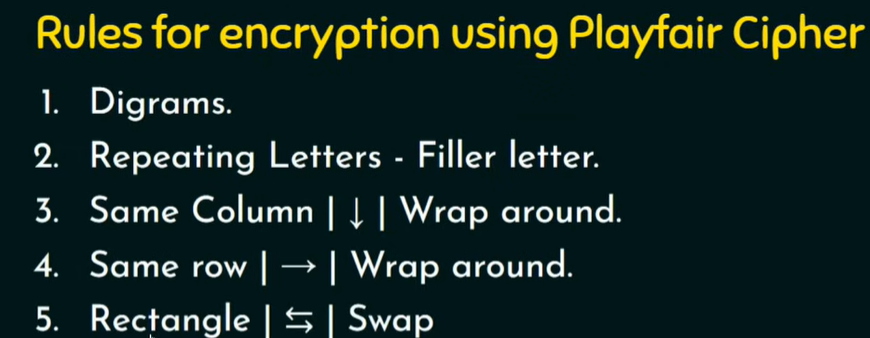 Rules for encryption using Playfair Cipher
1. Digrams.
2. Repeating Letters - Filler letter.
3. Same Column | ↓ | Wrap around.
4. Same row | → | Wrap around.
5. Rectangle | ⇆ | Swap